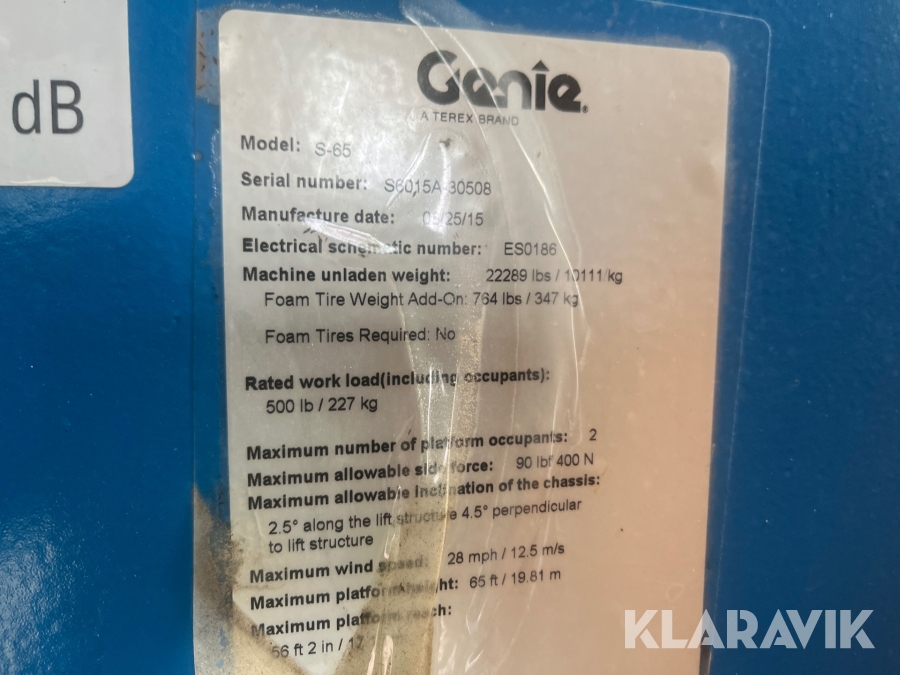 dB
Genie
A TEREX BRAND
Model: S-65
Serial number: S6015A-30508
Manufacture date: /25/15
Electrical schematic number: ES0186
Machine unladen weight: 22289 lbs / 10111 kg
Foam Tire Weight Add-On: 764 lbs / 347 kg
Foam Tires Required: No
Rated work load(including occupants):
500 lb / 227 kg
Maximum number of platform occupants: 2
Maximum allowable side force: 90 lbf 400 N
Maximum allowable inclination of the chassis:
2.5° along the lift structure 4.5° perpendicular
to lift structure
Maximum wind speed: 28 mph / 12.5 m/s
Maximum platform height: 65 ft / 19.81 m
Maximum platform reach:
56 ft 2 in /
KLARAVIK